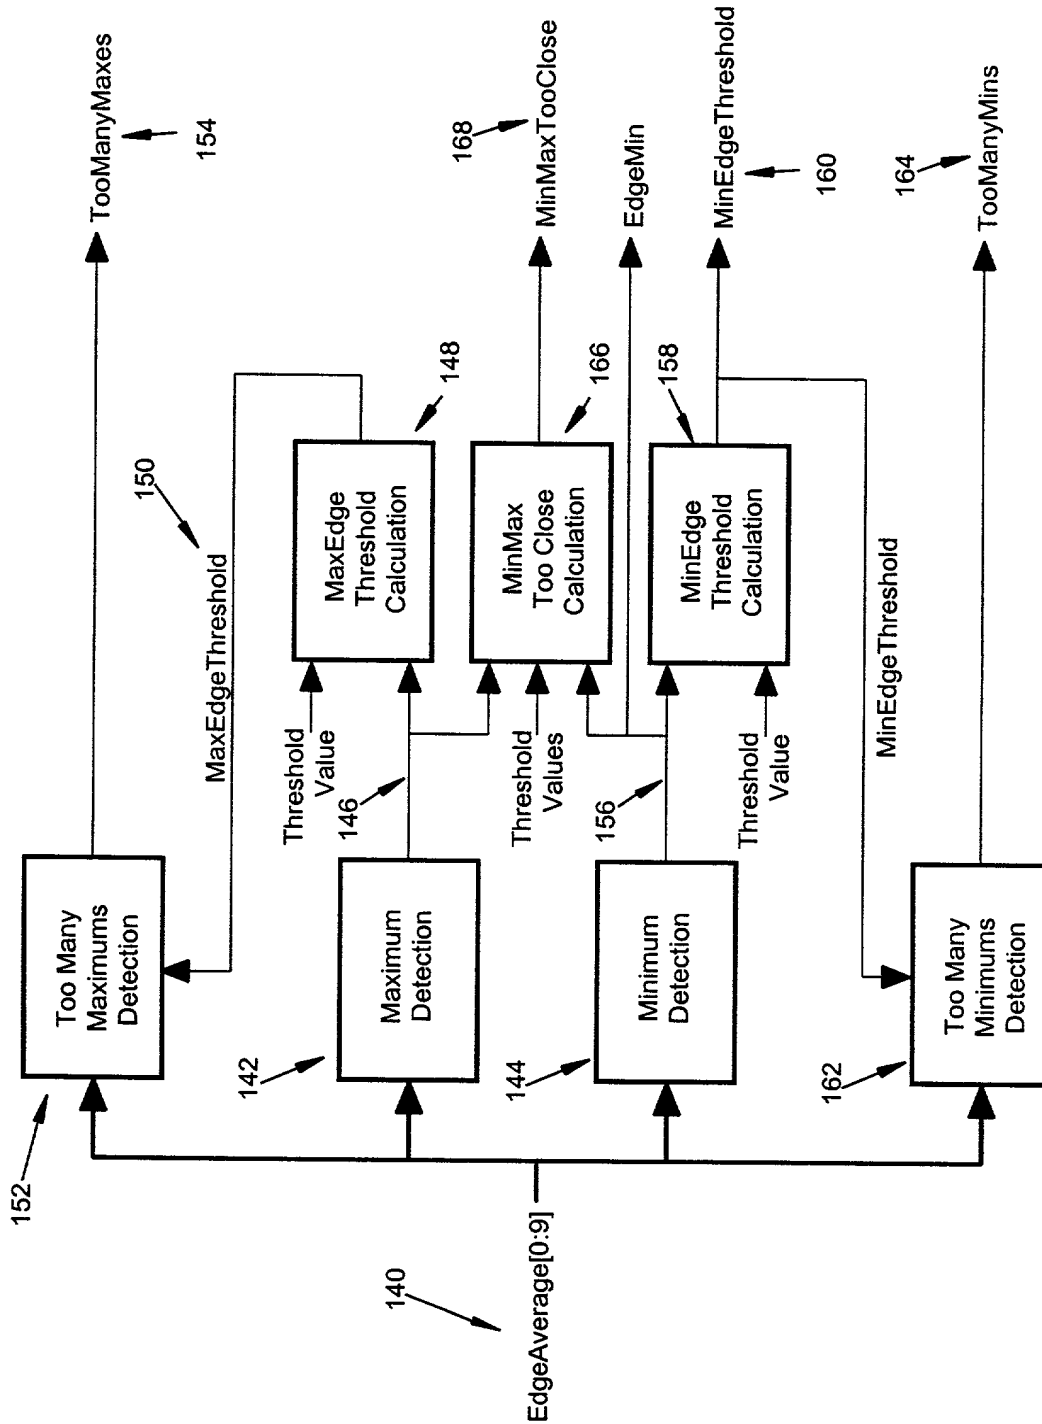 152
Too Many
Maximums
Detection
TooManyMaxes
154
MaxEdgeThreshold
150
142
Maximum
Detection
146
Threshold
Value
MaxEdge
Threshold
Calculation
148
EdgeAverage[0:9]
140
Threshold
Values
MinMax
Too Close
Calculation
166
MinMaxTooClose
168
EdgeMin
144
Minimum
Detection
156
Threshold
Value
MinEdge
Threshold
Calculation
158
MinEdgeThreshold
160
MinEdgeThreshold
162
Too Many
Minimums
Detection
TooManyMins
164